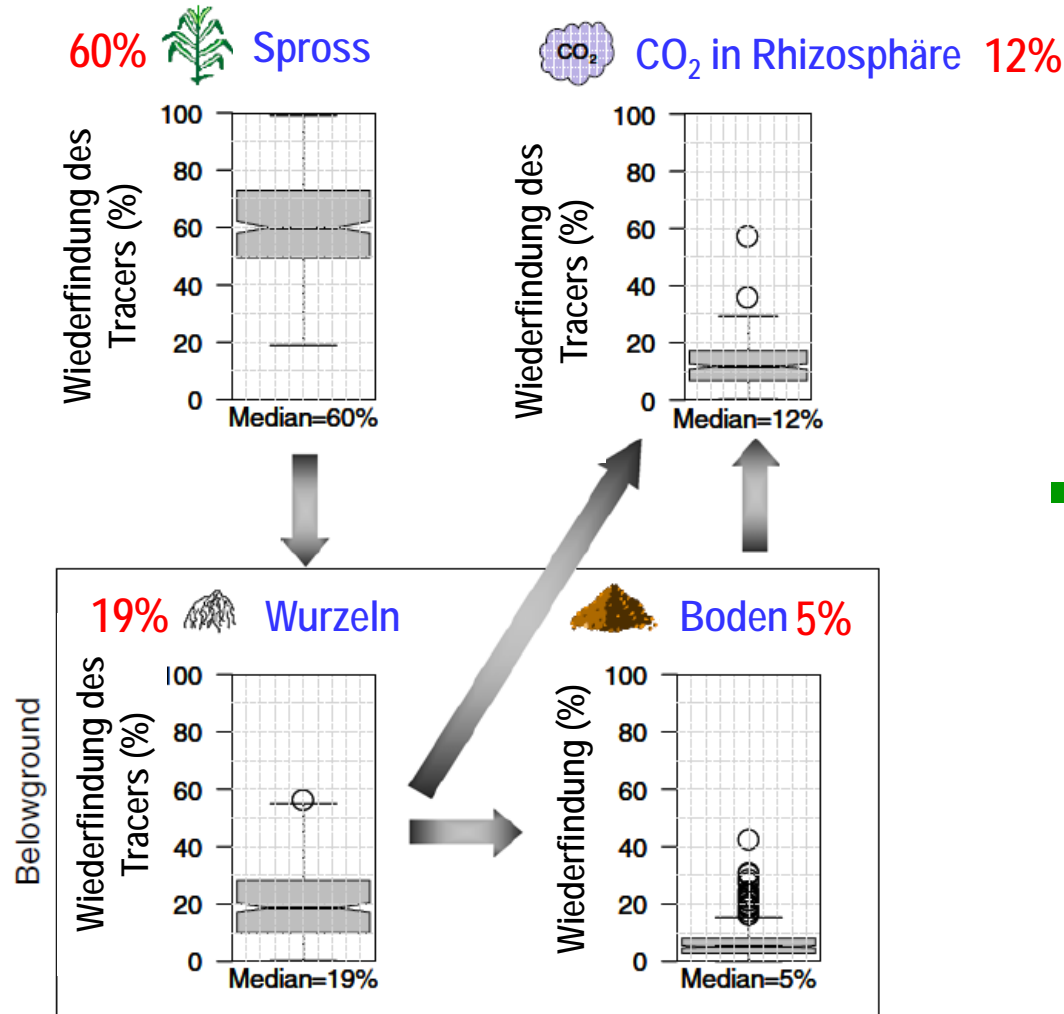 60% Spross
CO₂
CO₂ in Rhizosphäre 12%
Wiederfindung des
Tracers (%)
100
80
60
40
20
0
Median=60%
Wiederfindung des
Tracers (%)
100
80
60
40
20
0
Median=12%
Belowground
19% Wurzeln
Boden 5%
Wiederfindung des
Tracers (%)
100
80
60
40
20
0
Median=19%
Wiederfindung (%)
100
80
60
40
20
0
Median=5%